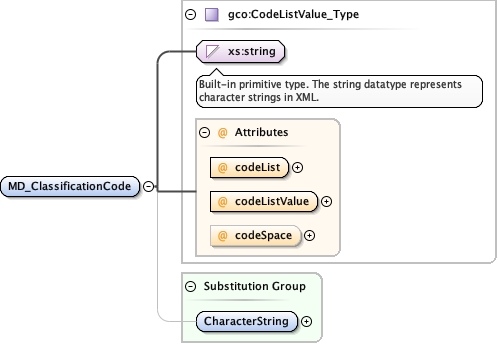 gco:CodeListValue_Type
xs:string
Built-in primitive type. The string datatype represents
character strings in XML.
@ Attributes
@ codeList
@ codeListValue
@ codeSpace
MD_ClassificationCode
Substitution Group
CharacterString